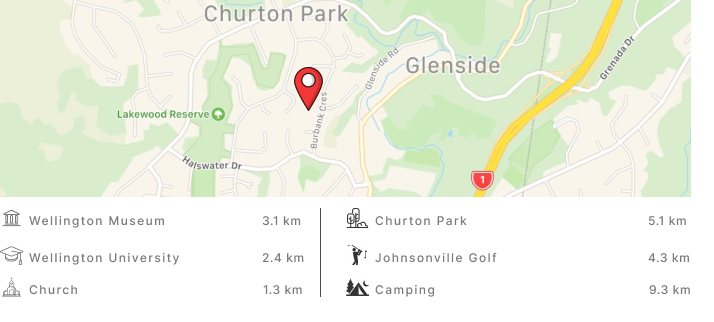 Churton Park
Glenside
Glenside Rd
Grenada Dr
Lakewood Reserve
Burbank Cres
Halswater Dr
1
Wellington Museum 3.1 km
Wellington University 2.4 km
Church 1.3 km
Churton Park 5.1 km
Johnsonville Golf 4.3 km
Camping 9.3 km